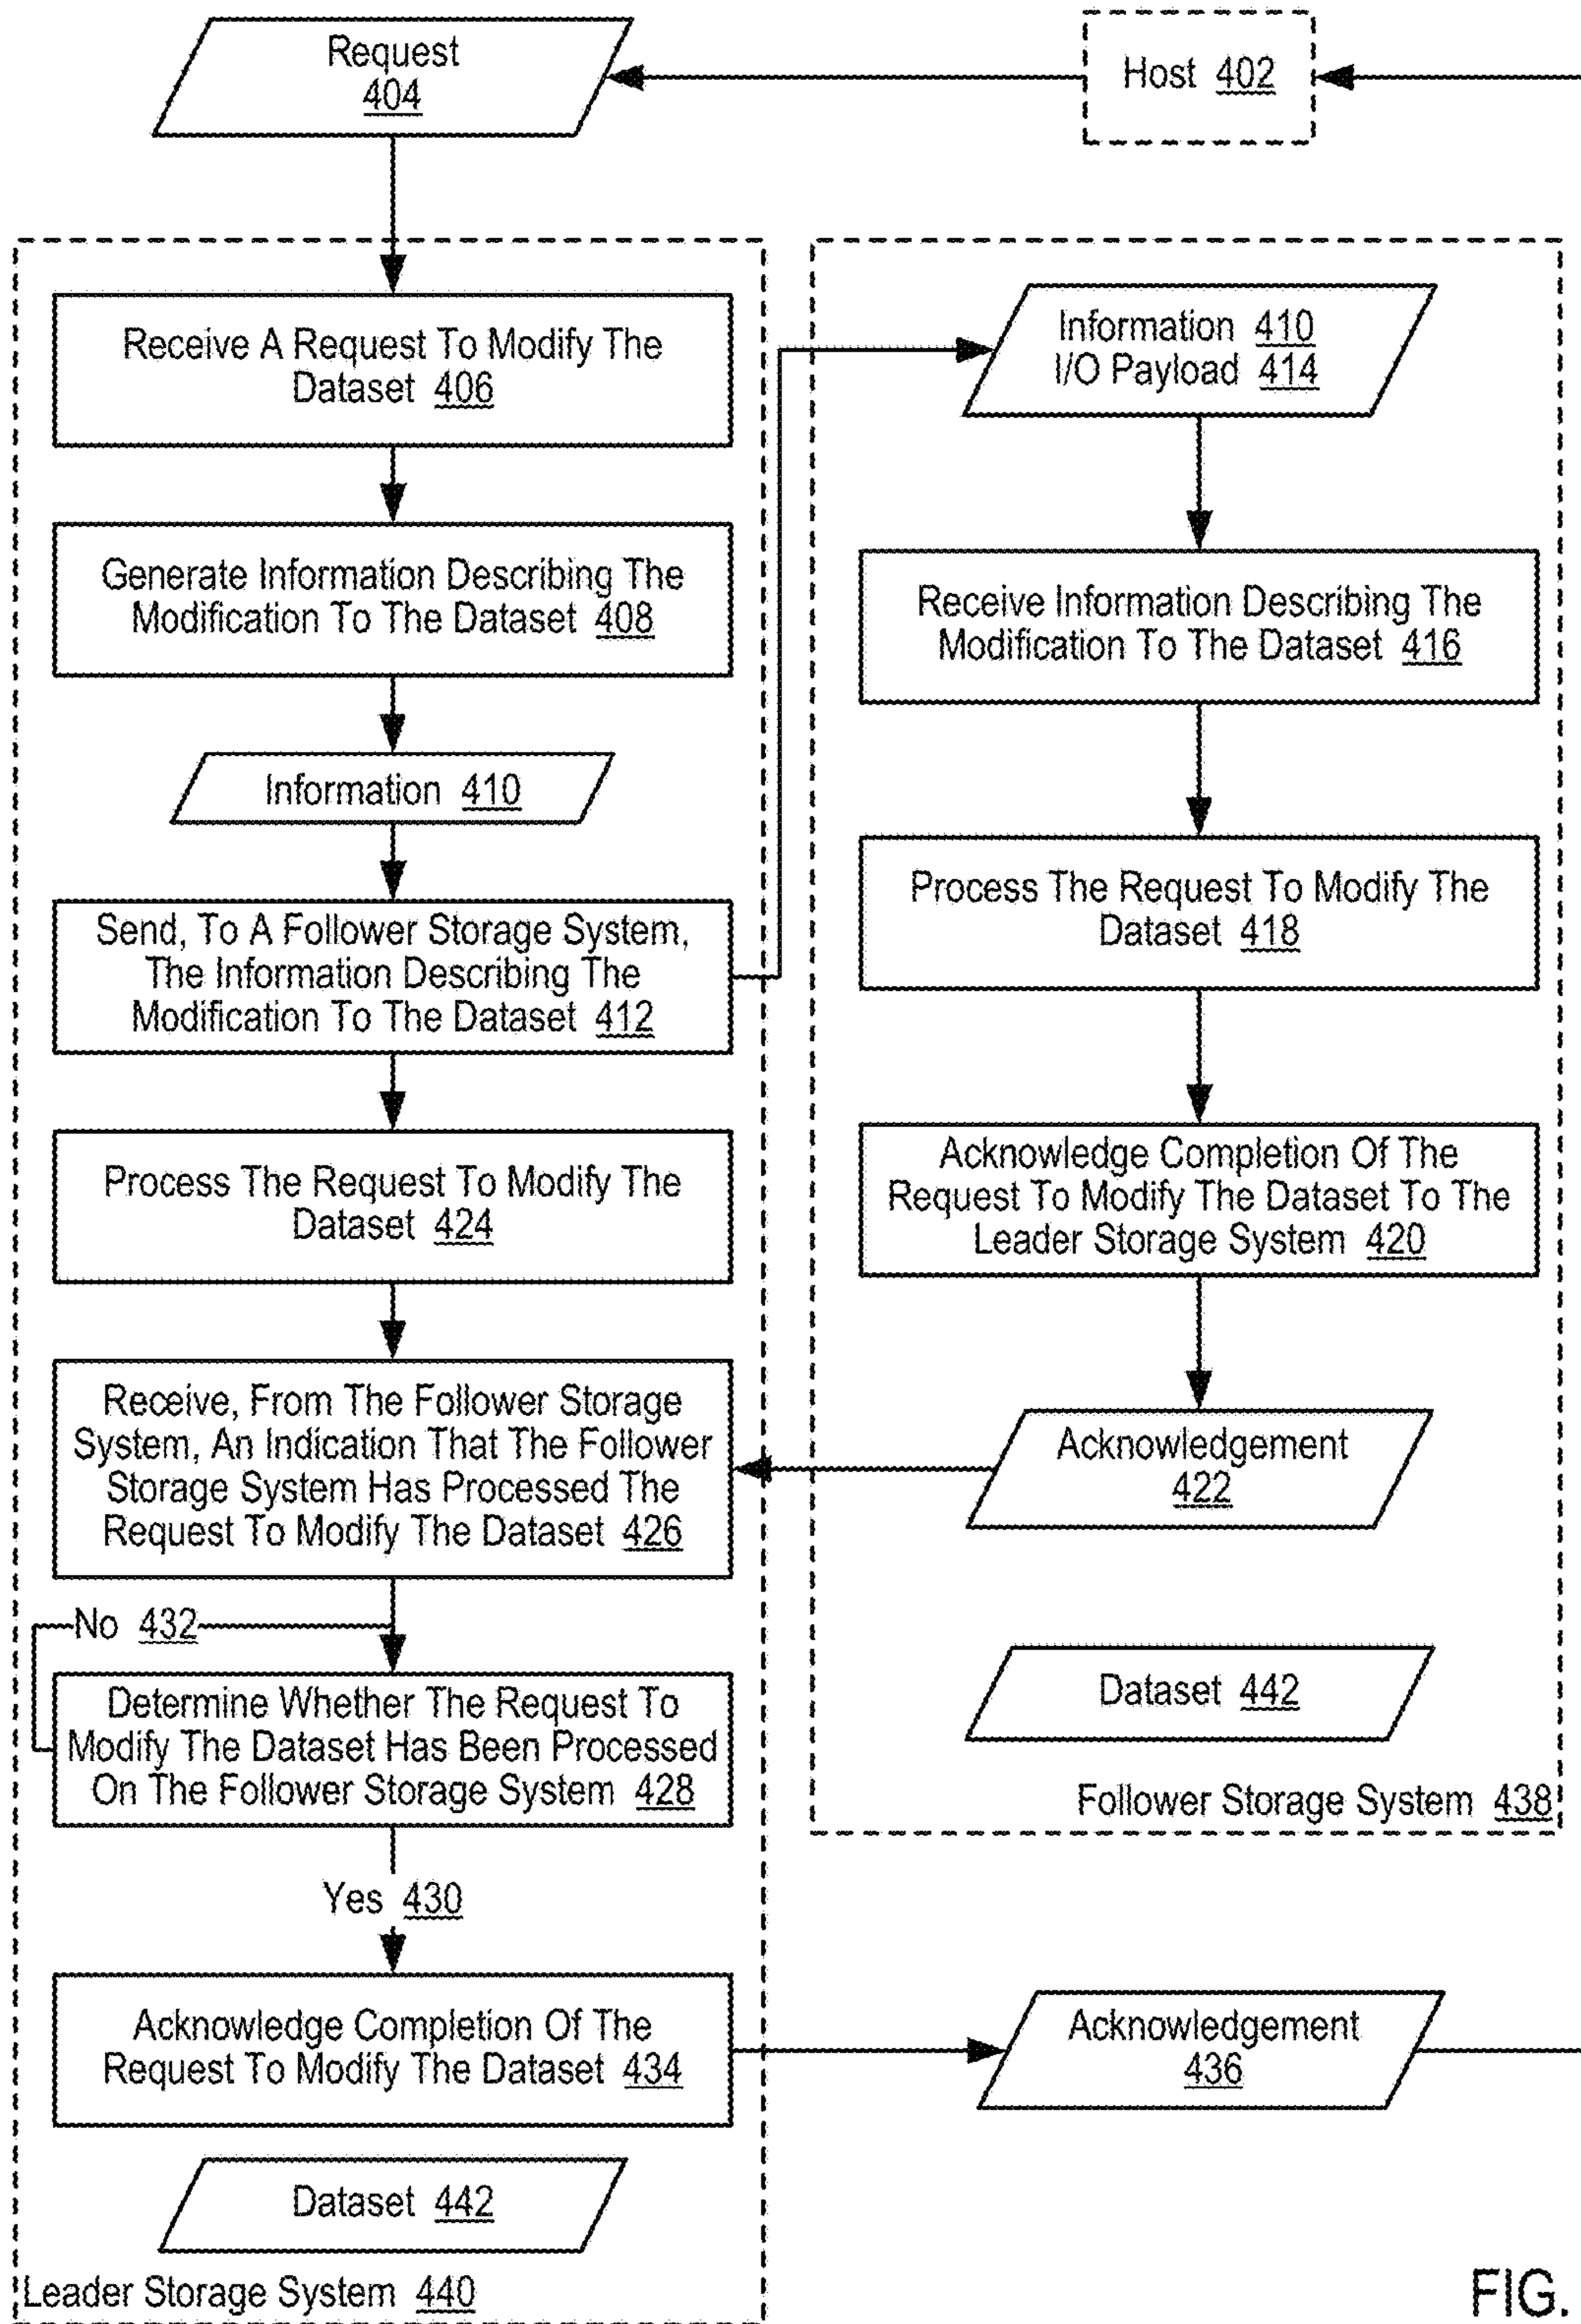 Request
404
Host 402
Receive A Request To Modify The
Dataset 406
Generate Information Describing The
Modification To The Dataset 408
Information 410
Send, To A Follower Storage System,
The Information Describing The
Modification To The Dataset 412
Process The Request To Modify The
Dataset 424
Receive, From The Follower Storage
System, An Indication That The Follower
Storage System Has Processed The
Request To Modify The Dataset 426
No 432
Determine Whether The Request To
Modify The Dataset Has Been Processed
On The Follower Storage System 428
Yes 430
Acknowledge Completion Of The
Request To Modify The Dataset 434
Dataset 442
Leader Storage System 440
Information 410
I/O Payload 414
Receive Information Describing The
Modification To The Dataset 416
Process The Request To Modify The
Dataset 418
Acknowledge Completion Of The
Request To Modify The Dataset To The
Leader Storage System 420
Acknowledgement
422
Dataset 442
Follower Storage System 438
Acknowledgement
436
FIG.